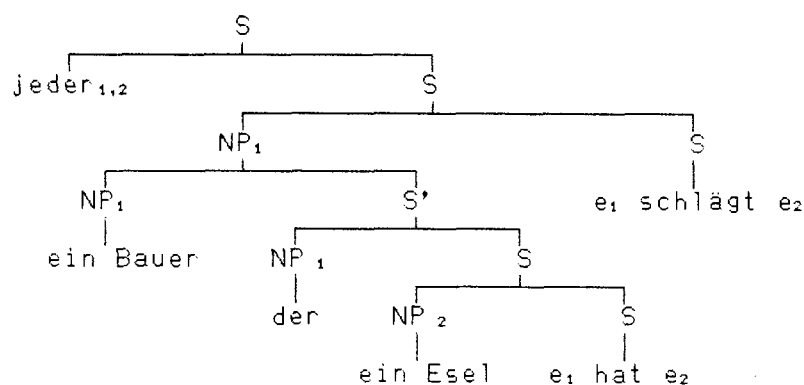 S
jeder₁,₂ S
NP₁ S
NP₁ S' e₁ schlägt e₂
ein Bauer NP₁ S
der NP₂ S
ein Esel e₁ hat e₂